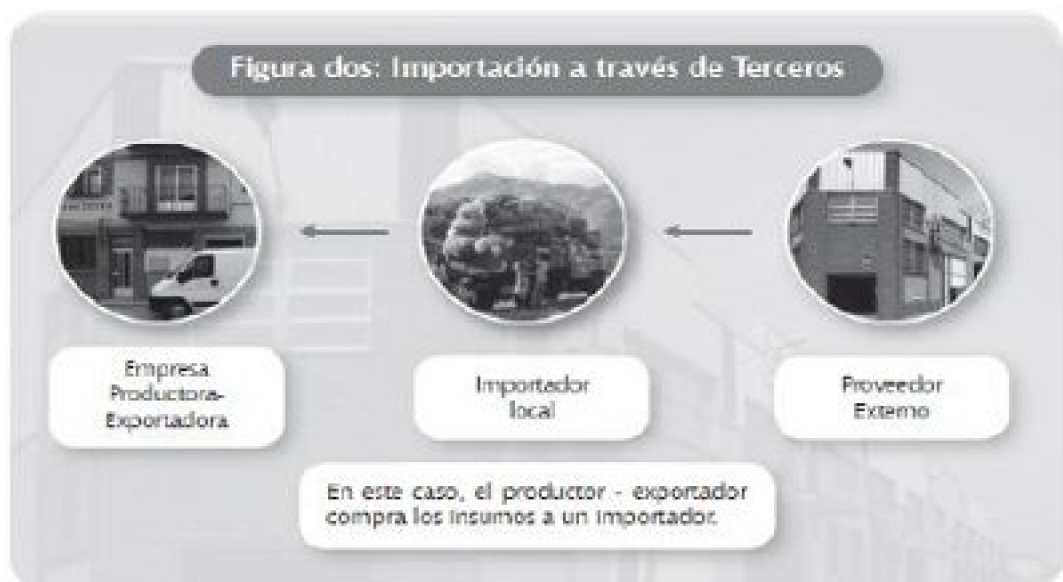 Figura dos: Importación a través de Terceros
Empresa
Productora-
Exportadora
Importador
local
Proveedor
Externo
En este caso, el productor - exportador
compra los insumos a un importador.